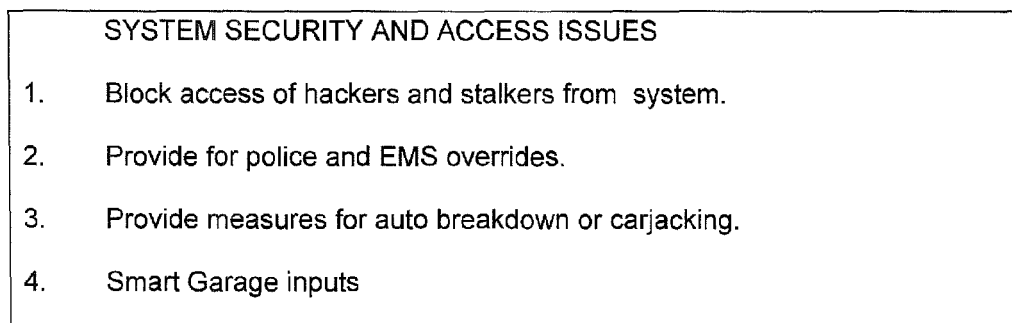 SYSTEM SECURITY AND ACCESS ISSUES
1. Block access of hackers and stalkers from system.
2. Provide for police and EMS overrides.
3. Provide measures for auto breakdown or carjacking.
4. Smart Garage inputs